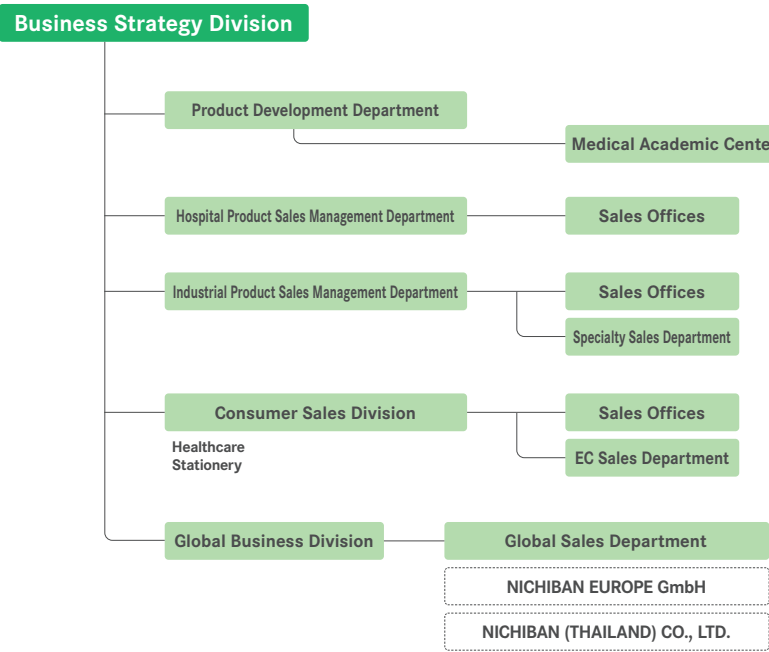 Business Strategy Division
Product Development Department
Medical Academic Cente
Hospital Product Sales Management Department
Sales Offices
Industrial Product Sales Management Department
Sales Offices
Specialty Sales Department
Consumer Sales Division
Sales Offices
Healthcare
Stationery
EC Sales Department
Global Business Division
Global Sales Department
NICHIBAN EUROPE GmbH
NICHIBAN (THAILAND) CO., LTD.